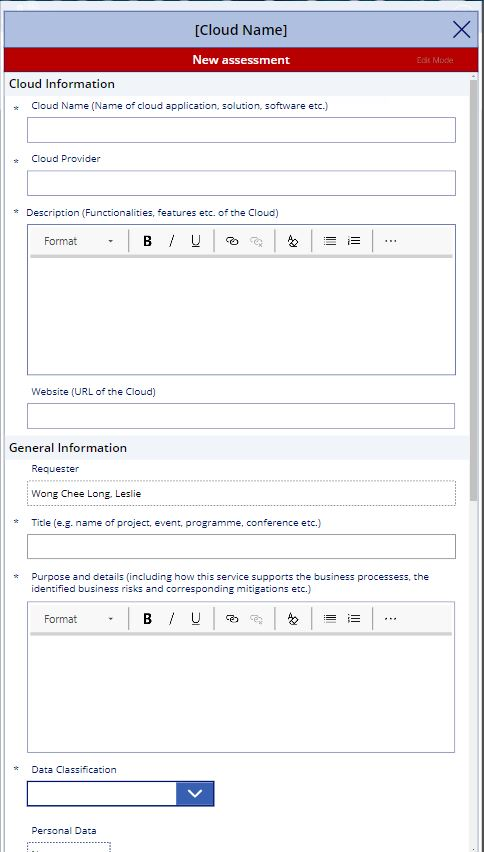 [Cloud Name]
New assessment Edit Mode
Cloud Information
* Cloud Name (Name of cloud application, solution, software etc.)
* Cloud Provider
* Description (Functionalities, features etc. of the Cloud)
Format B I U ...
Website (URL of the Cloud)
General Information
Requester
Wong Chee Long, Leslie
* Title (e.g. name of project, event, programme, conference etc.)
* Purpose and details (including how this service supports the business processess, the
identified business risks and corresponding mitigations etc.)
Format B I U ...
* Data Classification
Personal Data